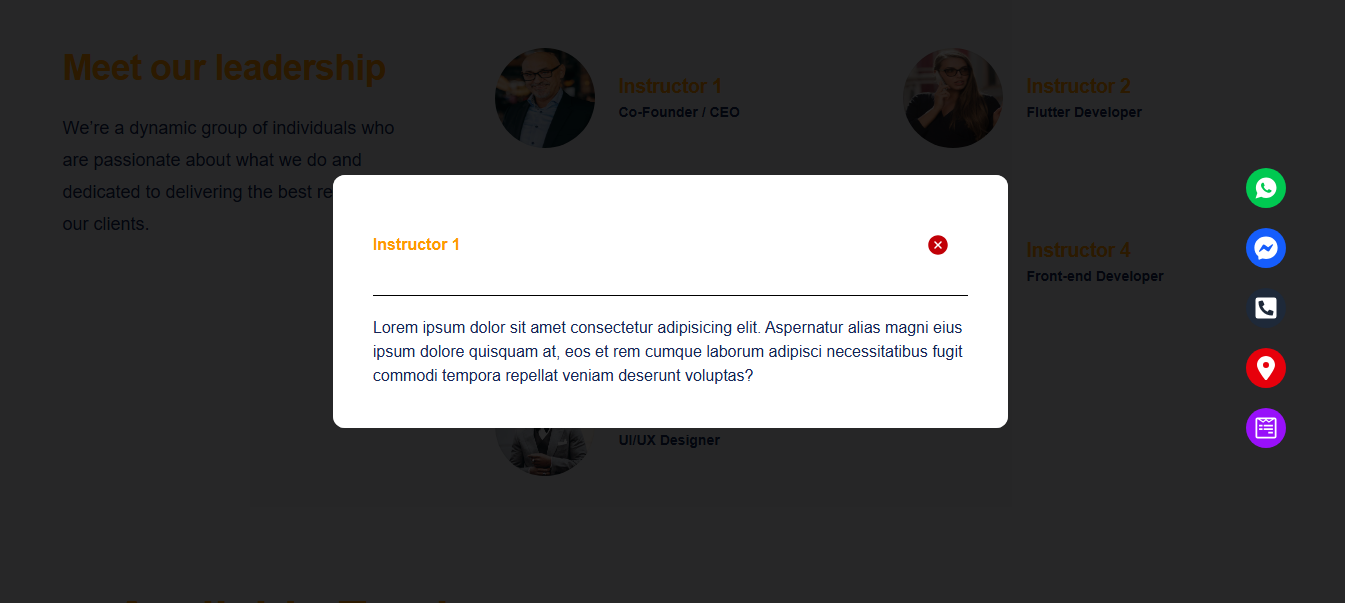 Meet our leadership
We're a dynamic group of individuals who
are passionate about what we do and
dedicated to delivering the best
our clients.
Instructor 1
Co-Founder / CEO
Instructor 2
Flutter Developer
Instructor 4
Front-end Developer
UI/UX Designer
Instructor 1
Lorem ipsum dolor sit amet consectetur adipisicing elit. Aspernatur alias magni eius
ipsum dolore quisquam at, eos et rem cumque laborum adipisci necessitatibus fugit
commodi tempora repellat veniam deserunt voluptas?